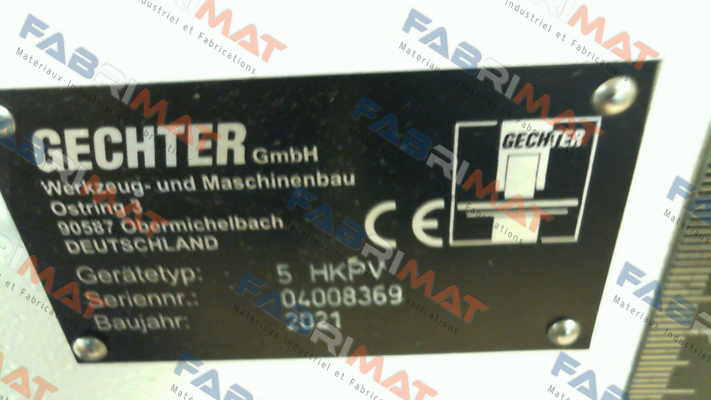 GECHTER GmbH
Werkzeug- und Maschinenbau
Ostring 3
90587 Obermichelbach
DEUTSCHLAND
CE
GECHTER
Gerätetyp: 5 HKPV
Seriennr.: 04008369
Baujahr: 2021
FABRIMAT
Materiaux Industriel et Fabrications